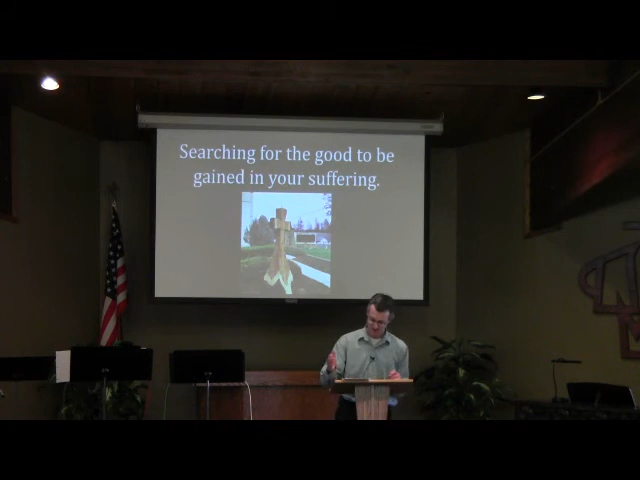 Searching for the good to be
gained in your suffering.